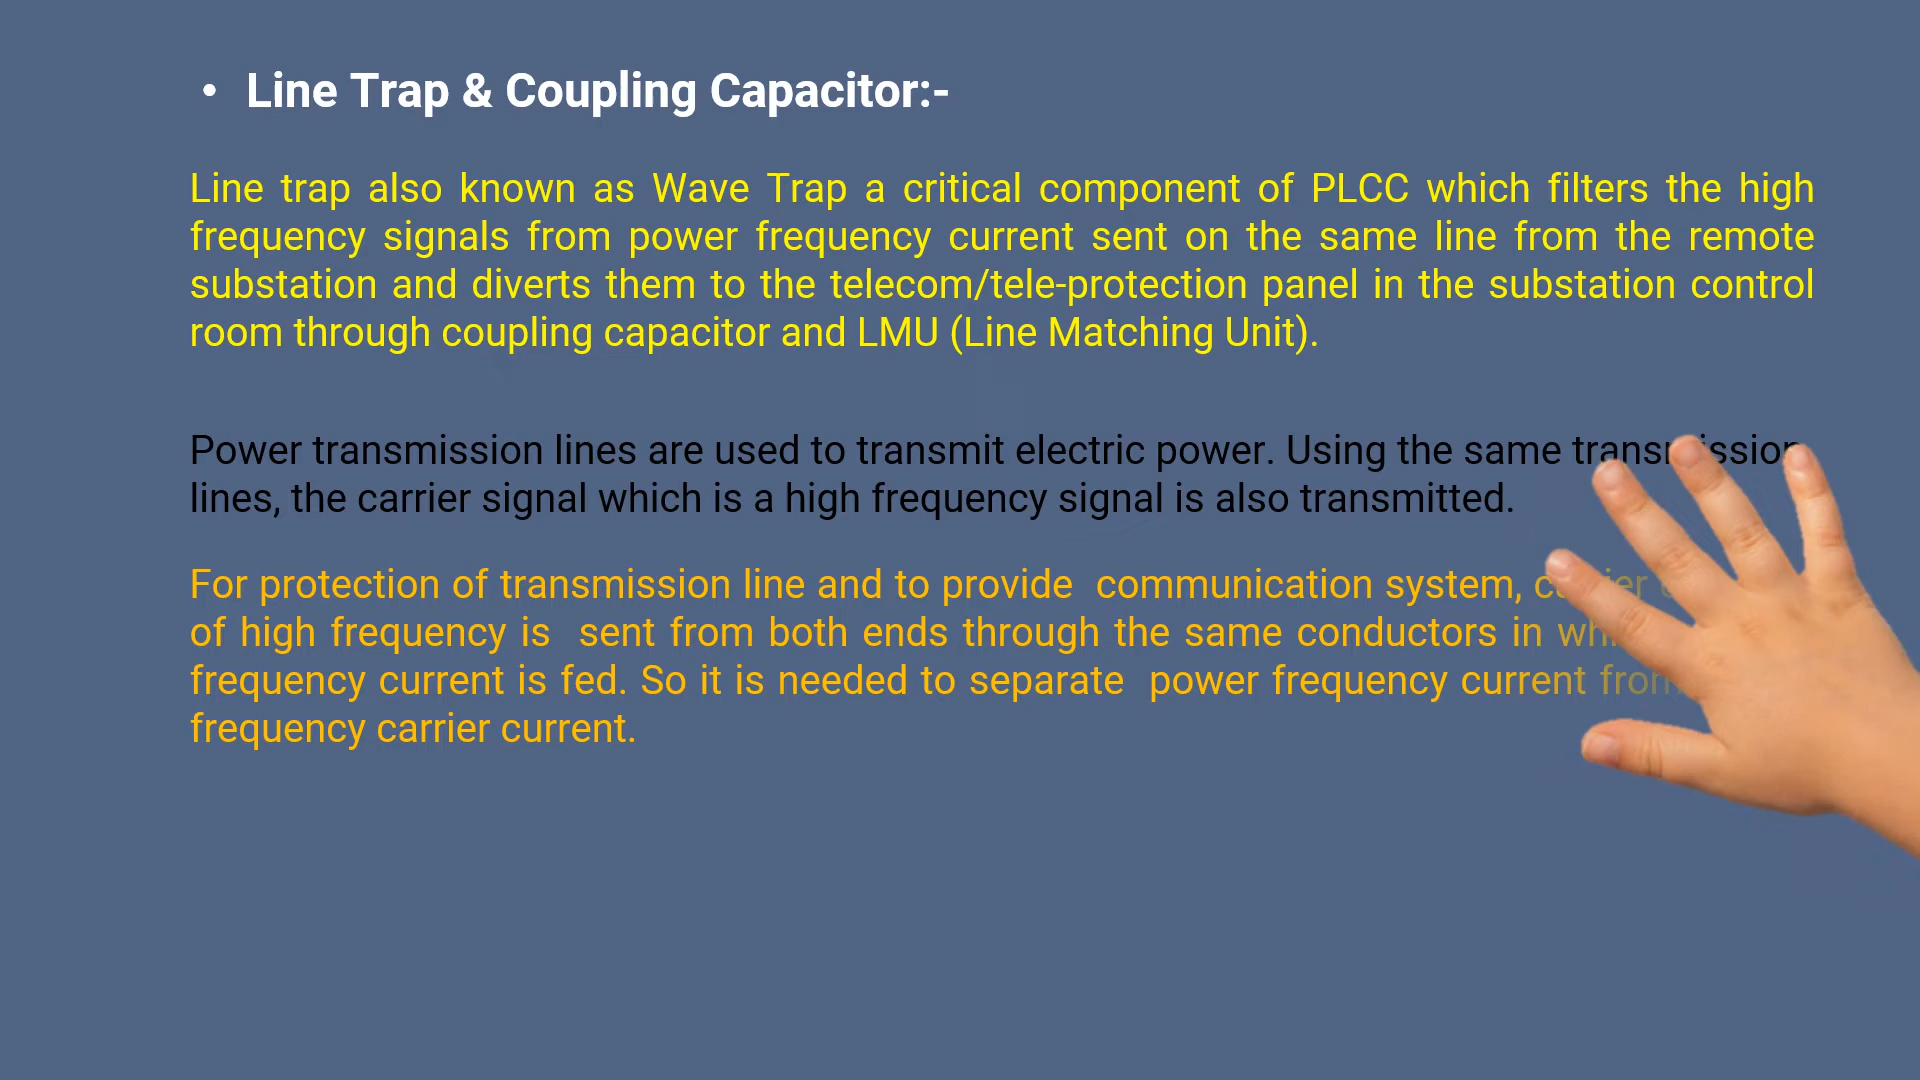 • Line Trap & Coupling Capacitor:-
Line trap also known as Wave Trap a critical component of PLCC which filters the high
frequency signals from power frequency current sent on the same line from the remote
substation and diverts them to the telecom/tele-protection panel in the substation control
room through coupling capacitor and LMU (Line Matching Unit).
Power transmission lines are used to transmit electric power. Using the same transmission
lines, the carrier signal which is a high frequency signal is also transmitted.
For protection of transmission line and to provide communication system, carrier
of high frequency is sent from both ends through the same conductors in
frequency current is fed. So it is needed to separate power frequency current from
frequency carrier current.